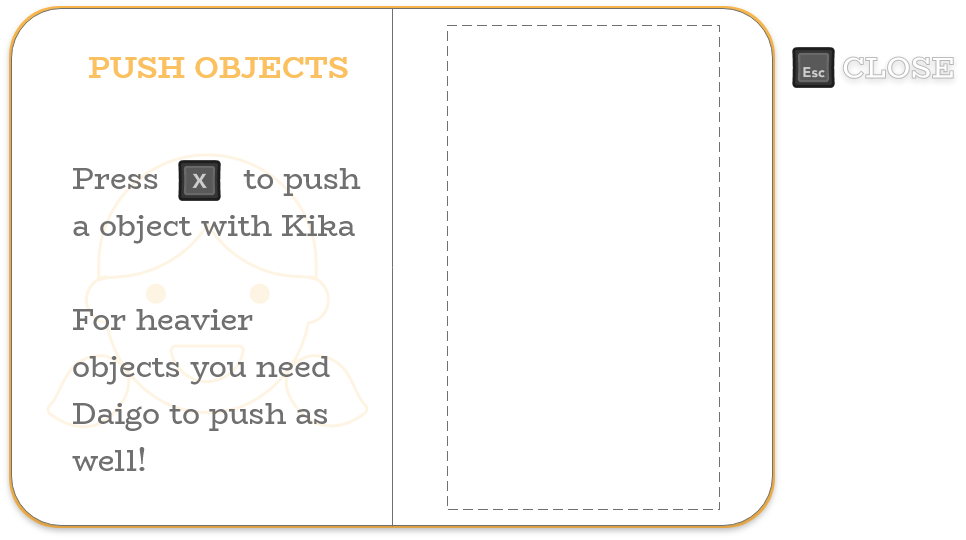 PUSH OBJECTS
Press X to push
a object with Kika
For heavier
objects you need
Daigo to push as
well!
Esc CLOSE